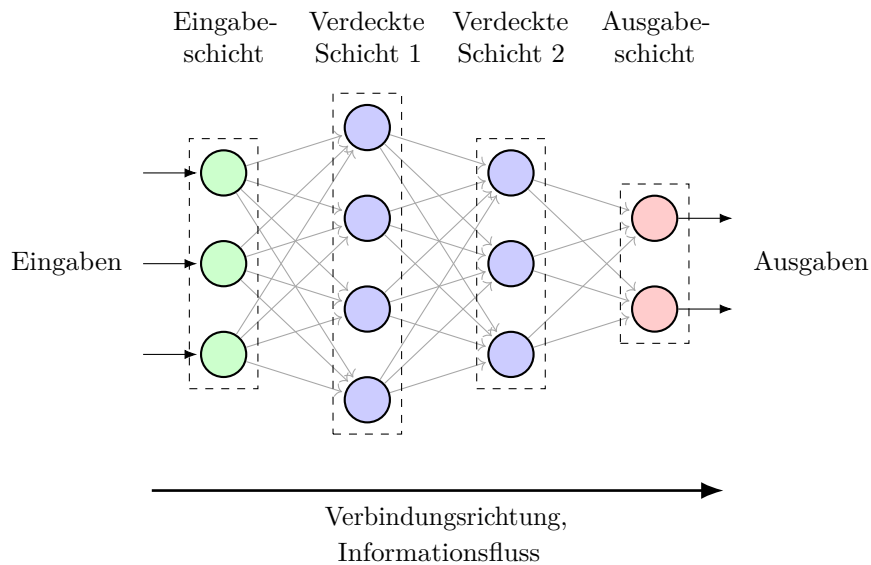 Eingabe-
schicht
Verdeckte
Schicht 1
Verdeckte
Schicht 2
Ausgabe-
schicht
Eingaben
Ausgaben
Verbindungsrichtung,
Informationsfluss